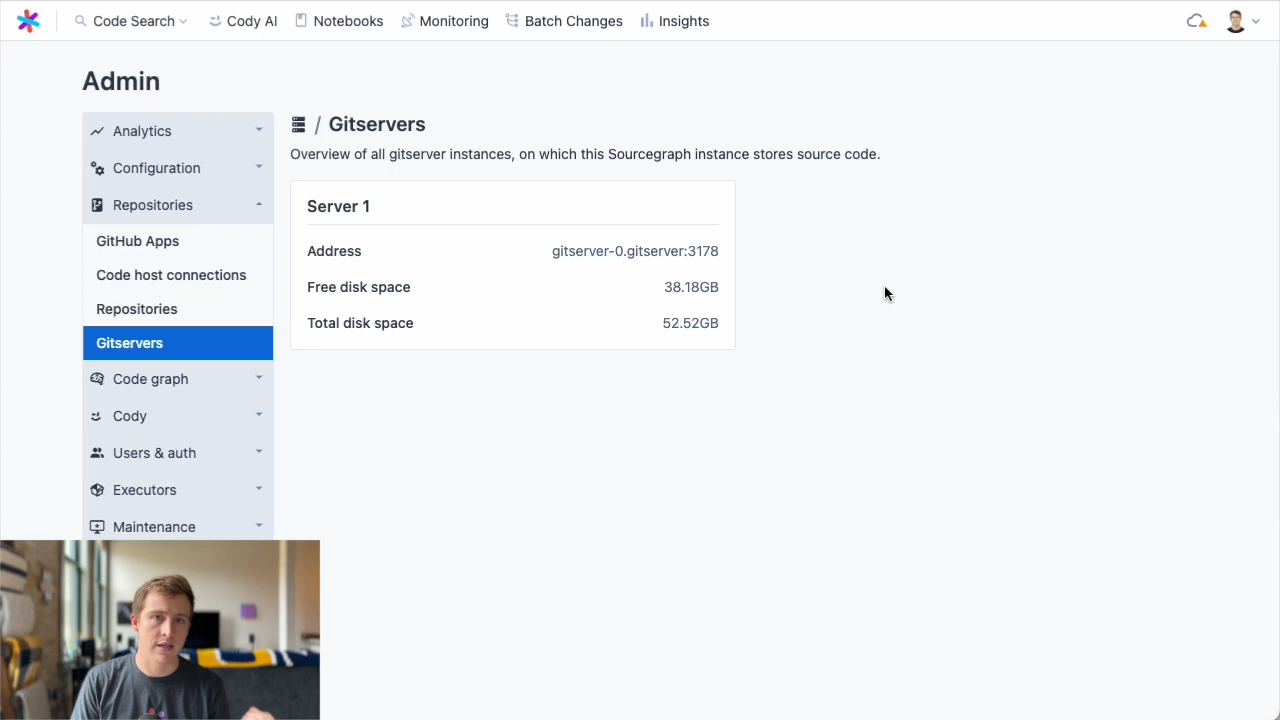 Code Search
Cody AI
Notebooks
Monitoring
Batch Changes
Insights
Admin
Analytics
Configuration
Repositories
GitHub Apps
Code host connections
Repositories
Gitservers
Code graph
Cody
Users & auth
Executors
Maintenance
/ Gitservers
Overview of all gitserver instances, on which this Sourcegraph instance stores source code.
Server 1
Address gitserver-0.gitserver:3178
Free disk space 38.18GB
Total disk space 52.52GB